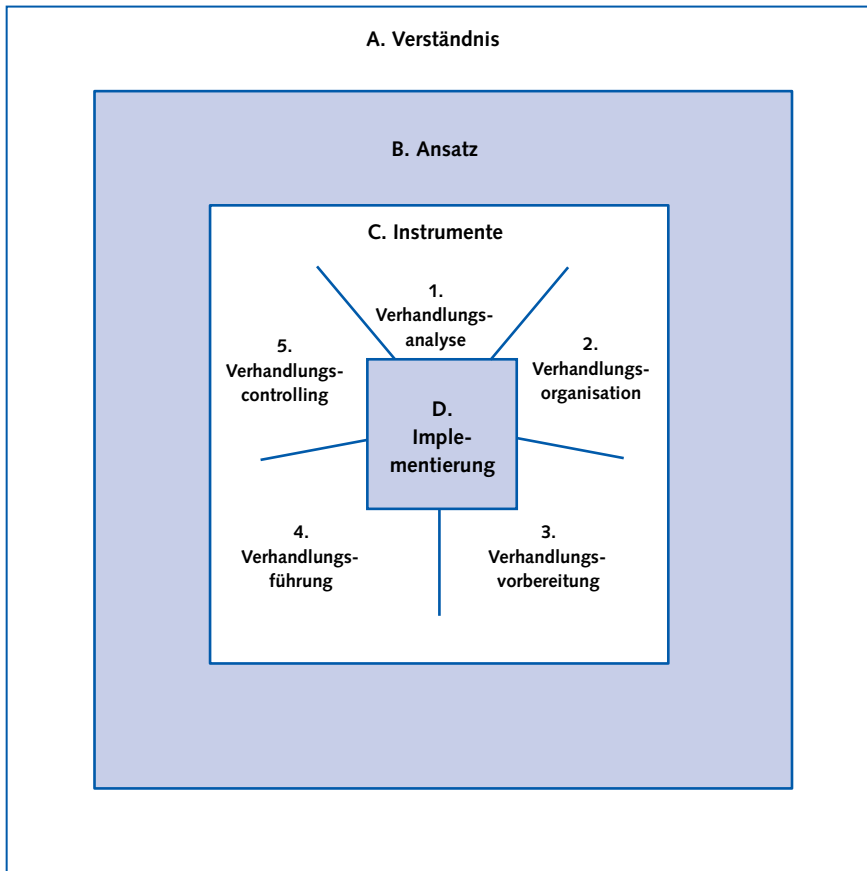 A. Verständnis
B. Ansatz
C. Instrumente
1.
Verhandlungs-
analyse
2.
Verhandlungs-
organisation
3.
Verhandlungs-
vorbereitung
4.
Verhandlungs-
führung
5.
Verhandlungs-
controlling
D.
Imple-
mentierung